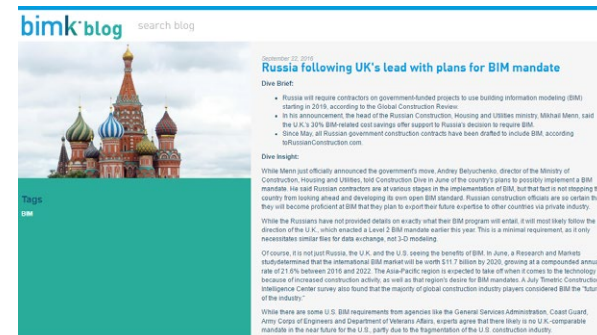 bimk blog
search blog
September 22, 2016
Russia following UK's lead with plans for BIM mandate
Dive Brief:
Russia will require contractors on government-funded projects to use building information modeling (BIM)
starting in 2019, according to the Global Construction Review.
In his announcement, the head of the Russian Construction, Housing and Utilities ministry, Mikhail Menn, said
the U.K.'s 30% BIM-related cost savings offer support to Russia's decision to require BIM.
Since May, all Russian government construction contracts have been drafted to include BIM, according
toRussianConstruction.com.
Dive Insight:
While Menn just officially announced the government's move, Andrey Belyuchenko, director of the Ministry of
Construction, Housing and Utilities, told Construction Dive in June of the country's plans to possibly implement a BIM
mandate. He said Russian contractors are at various stages in the implementation of BIM, but that fact is not stopping t
country from looking ahead and developing its own open BIM standard. Russian construction officials are so certain tha
they will become proficient at BIM that they plan to export their future expertise to other countries via private industry.
While the Russians have not provided details on exactly what their BIM program will entail, it will most likely follow the
direction of the U.K., which enacted a Level 2 BIM mandate earlier this year. This is a minimal requirement, as it only
necessitates similar files for data exchange, not 3-D modeling.
Of course, it is not just Russia, the U.K. and the U.S. seeing the benefits of BIM. In June, a Research and Markets
studydetermined that the international BIM market will be worth $11.7 billion by 2020, growing at a compounded annua
rate of 21.6% between 2016 and 2022. The Asia-Pacific region is expected to take off when it comes to the technology
because of increased construction activity, as well as that region's desire for BIM mandates. A July Timetric Constructio
Intelligence Center survey also found that the majority of global construction industry players considered BIM the "futur
of the industry."
While there are some U.S. BIM requirements from agencies like the General Services Administration, Coast Guard,
Army Corps of Engineers and Department of Veterans Affairs, experts agree that there likely is no U.K.-comparable
mandate in the near future for the U.S., partly due to the fragmentation of the U.S. construction industry.
Tags
BIM